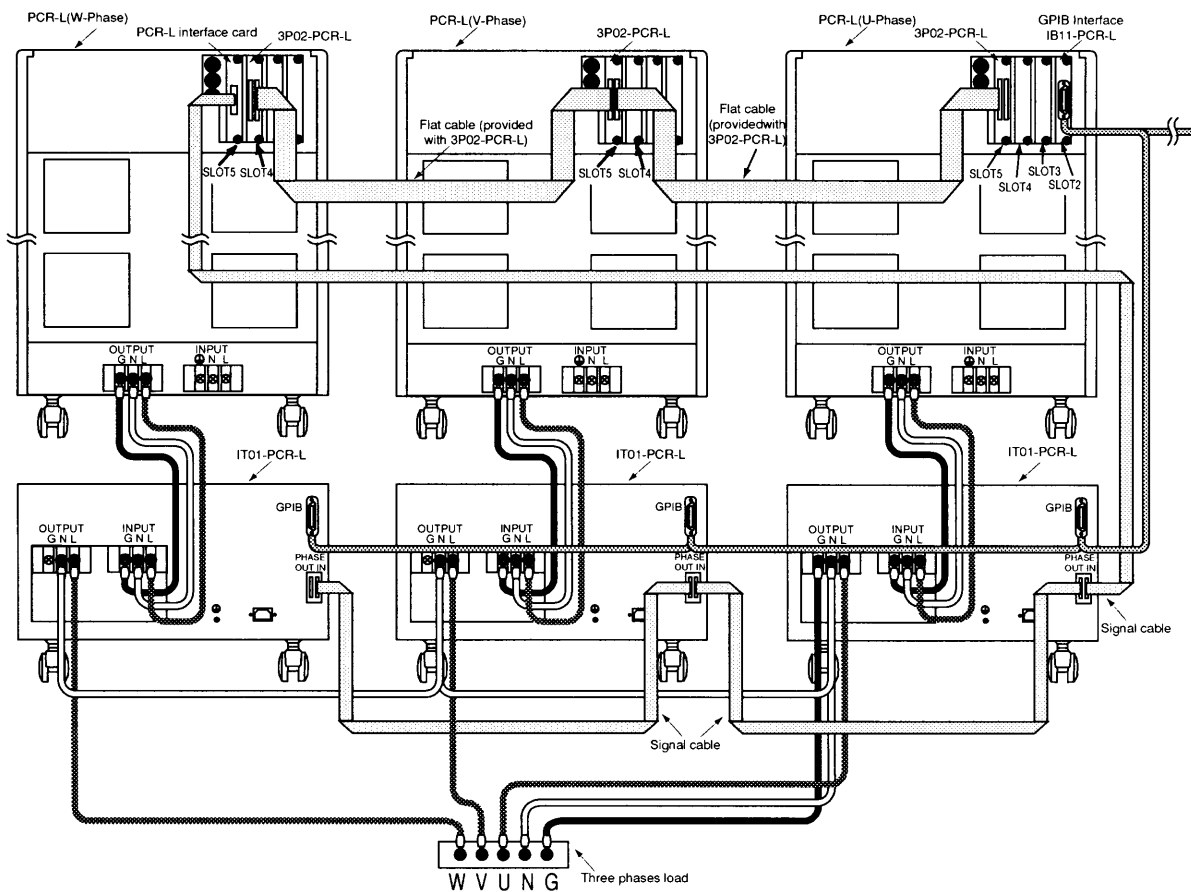 PCR-L(W-Phase)
PCR-L interface card
3P02-PCR-L
PCR-L(V-Phase)
3P02-PCR-L
PCR-L(U-Phase)
3P02-PCR-L
GPIB Interface
IB11-PCR-L
Flat cable (provided
with 3P02-PCR-L)
Flat cable
(providedwith
3P02-PCR-L)
SLOT5
SLOT4
SLOT5
SLOT4
SLOT5
SLOT4
SLOT3
SLOT2
OUTPUT
G N L
INPUT
N L
OUTPUT
G N L
INPUT
N L
OUTPUT
G N L
INPUT
N L
IT01-PCR-L
IT01-PCR-L
IT01-PCR-L
OUTPUT
G N L
INPUT
G N L
GPIB
PHASE
OUT IN
OUTPUT
G N L
INPUT
G N L
GPIB
PHASE
OUT IN
OUTPUT
G N L
INPUT
G N L
GPIB
PHASE
OUT IN
Signal cable
Signal cable
W V U N G
Three phases load